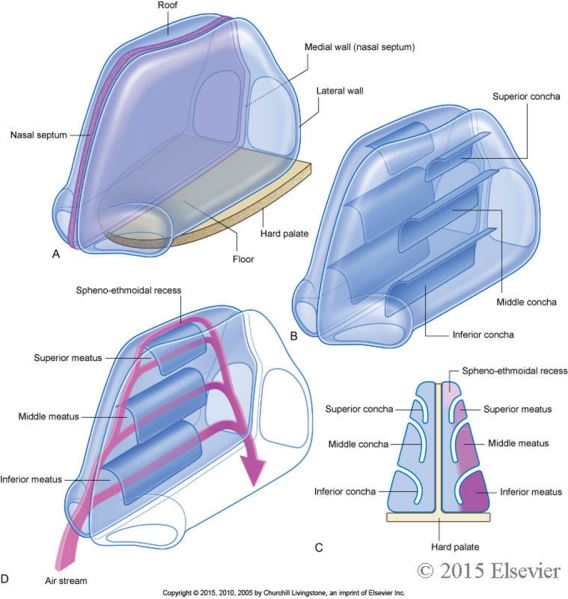 Roof
Medial wall (nasal septum)
Lateral wall
Nasal septum
Hard palate
Floor
A
Superior concha
Middle concha
Inferior concha
B
Spheno-ethmoidal recess
Superior meatus
Middle meatus
Inferior meatus
Air stream
D
Spheno-ethmoidal recess
Superior concha
Superior meatus
Middle concha
Middle meatus
Inferior concha
Inferior meatus
Hard palate
C
© 2015 Elsevier
Copyright © 2015, 2010, 2005 by Churchill Livingstone, an imprint of Elsevier Inc.